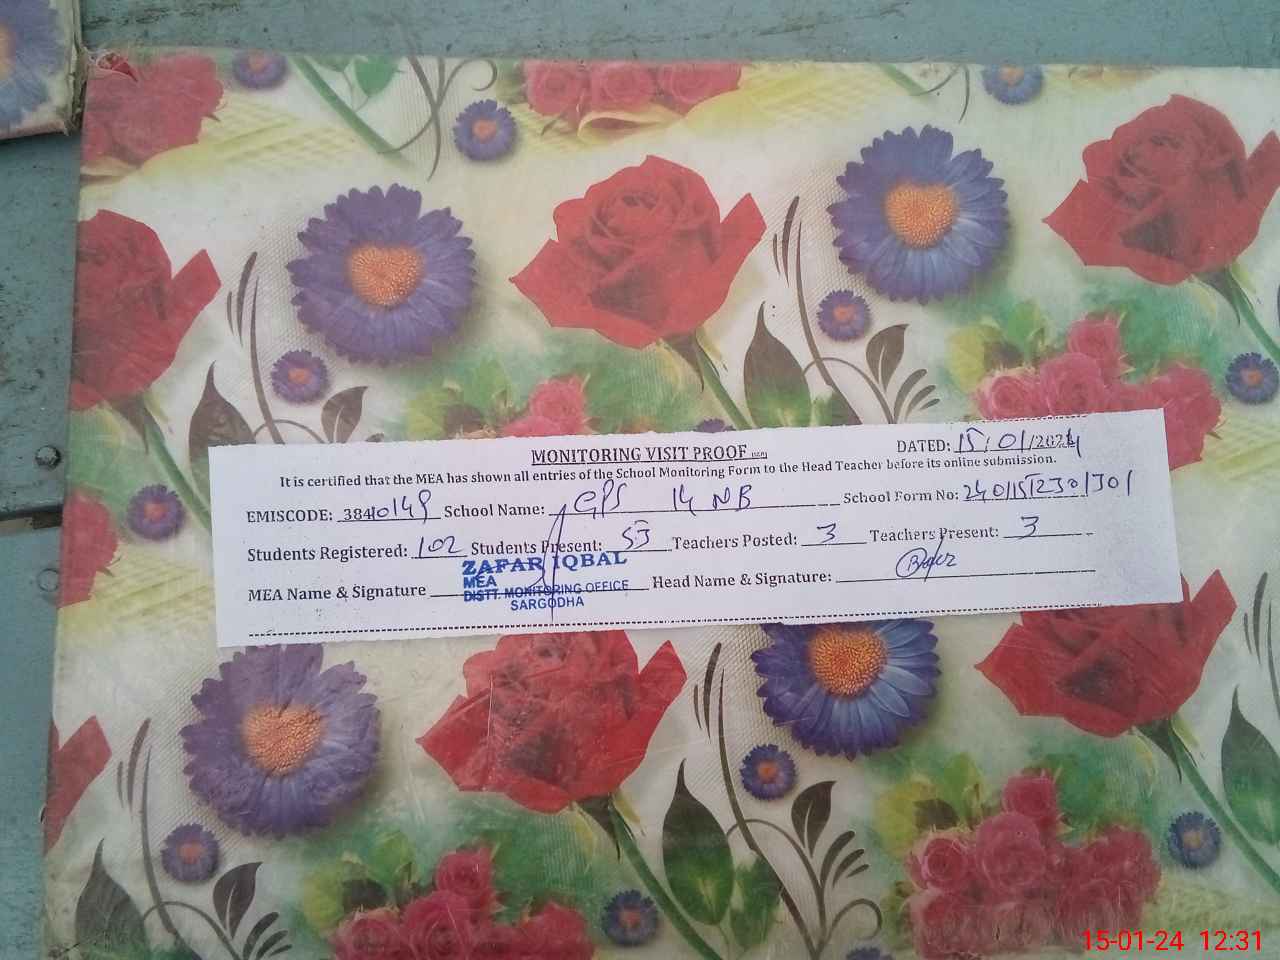 MONITORING VISIT PROOF
DATED: 15/01/2024
It is certified that the MEA has shown all entries of the School Monitoring Form to the Head Teacher before its online submission.
EMISCODE: 38410149 School Name: GPS 14 NB School Form No: 24011512301301
Students Registered: 102 Students Present: 53 Teachers Posted: 3 Teachers Present: 3
MEA Name & Signature Head Name & Signature:
ZAFAR IQBAL
MEA
DISTT. MONITORING OFFICE
SARGODHA
15-01-24 12:31